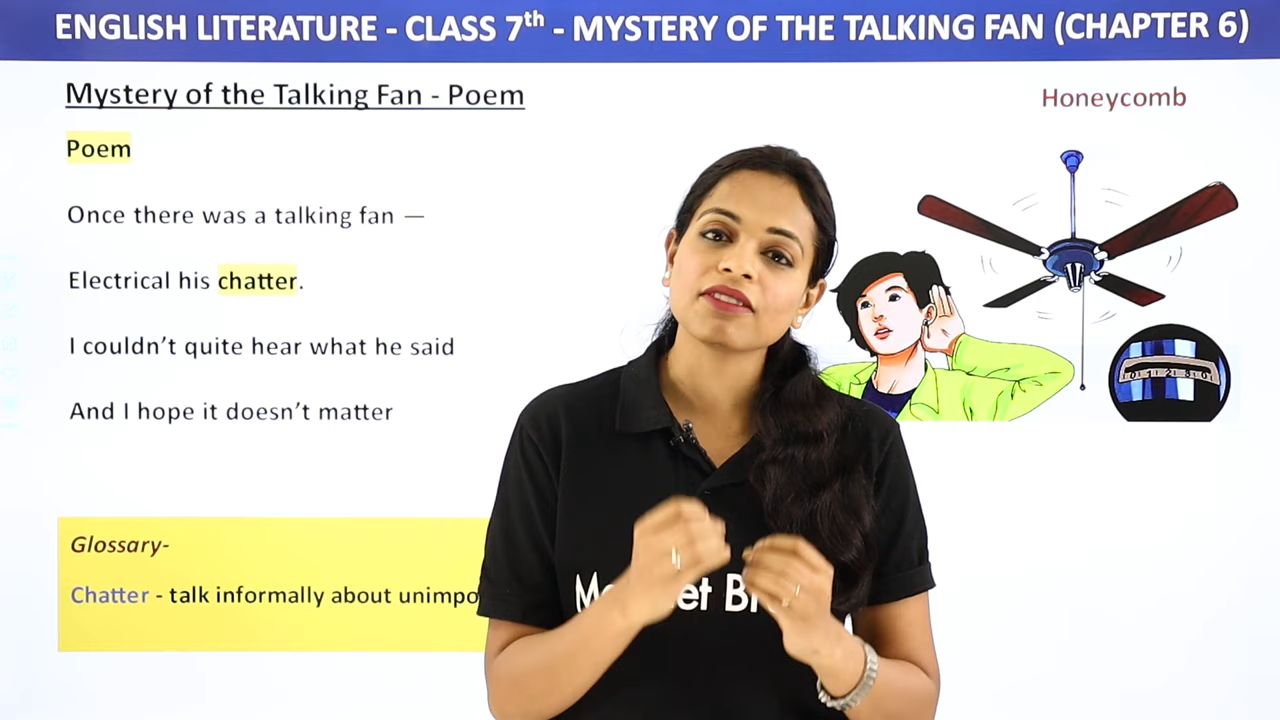 ENGLISH LITERATURE - CLASS 7th - MYSTERY OF THE TALKING FAN (CHAPTER 6)
Mystery of the Talking Fan - Poem
Honeycomb
Poem
Once there was a talking fan —
Electrical his chatter.
I couldn't quite hear what he said
And I hope it doesn't matter
Glossary-
Chatter - talk informally about